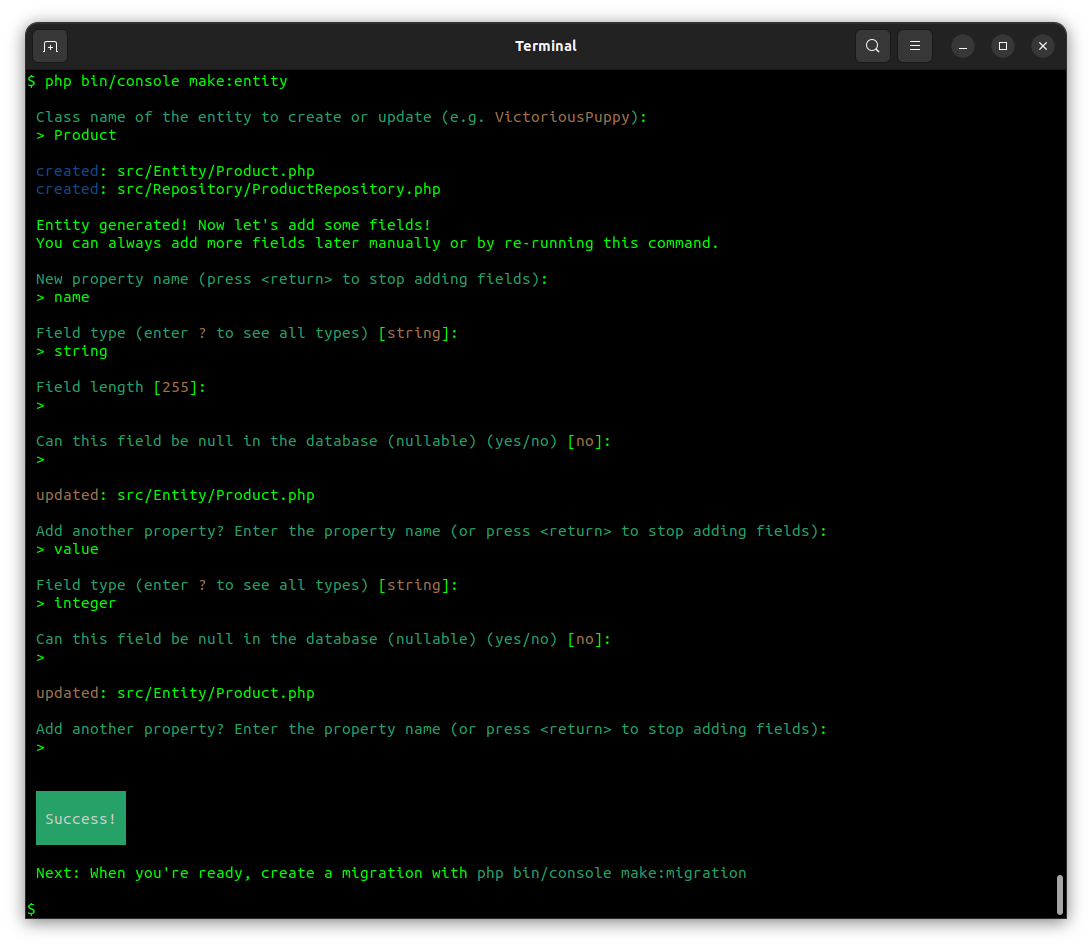 Terminal
$ php bin/console make:entity
Class name of the entity to create or update (e.g. VictoriousPuppy):
> Product
created: src/Entity/Product.php
created: src/Repository/ProductRepository.php
Entity generated! Now let's add some fields!
You can always add more fields later manually or by re-running this command.
New property name (press <return> to stop adding fields):
> name
Field type (enter ? to see all types) [string]:
> string
Field length [255]:
>
Can this field be null in the database (nullable) (yes/no) [no]:
>
updated: src/Entity/Product.php
Add another property? Enter the property name (or press <return> to stop adding fields):
> value
Field type (enter ? to see all types) [string]:
> integer
Can this field be null in the database (nullable) (yes/no) [no]:
>
updated: src/Entity/Product.php
Add another property? Enter the property name (or press <return> to stop adding fields):
>
Success!
Next: When you're ready, create a migration with php bin/console make:migration
$